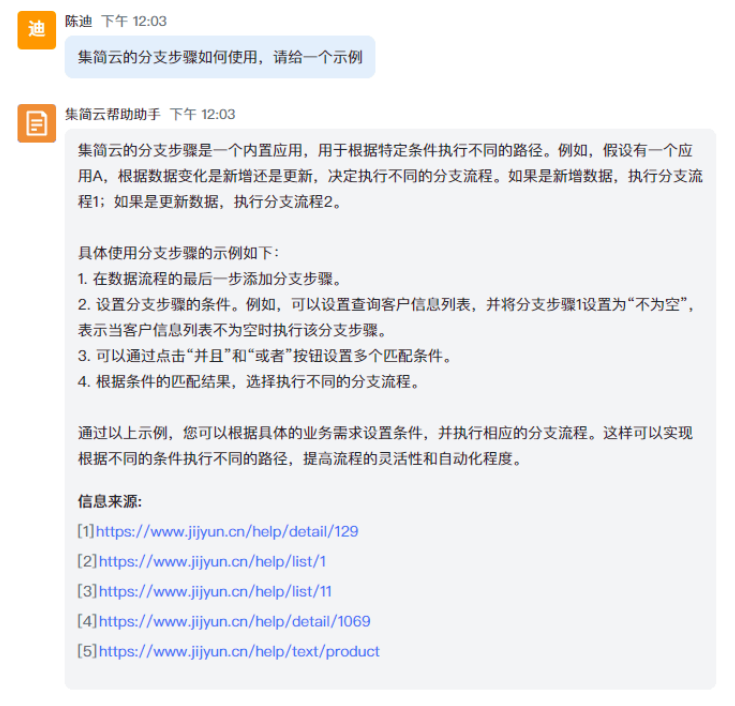 迪
陈迪 下午 12:03
集简云的分支步骤如何使用，请给一个示例
集简云帮助助手 下午 12:03
集简云的分支步骤是一个内置应用，用于根据特定条件执行不同的路径。例如，假设有一个应
用A，根据数据变化是新增还是更新，决定执行不同的分支流程。如果是新增数据，执行分支流
程1；如果是更新数据，执行分支流程2。
具体使用分支步骤的示例如下：
1. 在数据流程的最后一步添加分支步骤。
2. 设置分支步骤的条件。例如，可以设置查询客户信息列表，并将分支步骤1设置为“不为空”，
表示当客户信息列表不为空时执行该分支步骤。
3. 可以通过点击“并且”和“或者”按钮设置多个匹配条件。
4. 根据条件的匹配结果，选择执行不同的分支流程。
通过以上示例，您可以根据具体的业务需求设置条件，并执行相应的分支流程。这样可以实现
根据不同的条件执行不同的路径，提高流程的灵活性和自动化程度。
信息来源:
[1]https://www.jijyun.cn/help/detail/129
[2]https://www.jijyun.cn/help/list/1
[3]https://www.jijyun.cn/help/list/11
[4]https://www.jijyun.cn/help/detail/1069
[5]https://www.jijyun.cn/help/text/product